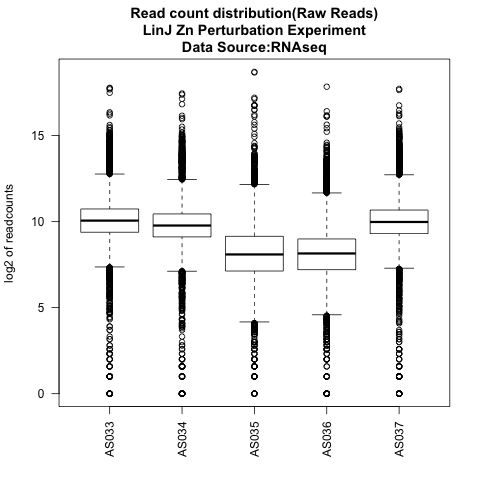 Read count distribution(Raw Reads)
LinJ Zn Perturbation Experiment
Data Source:RNAseq
log2 of readcounts
15
10
5
0
AS033
AS034
AS035
AS036
AS037